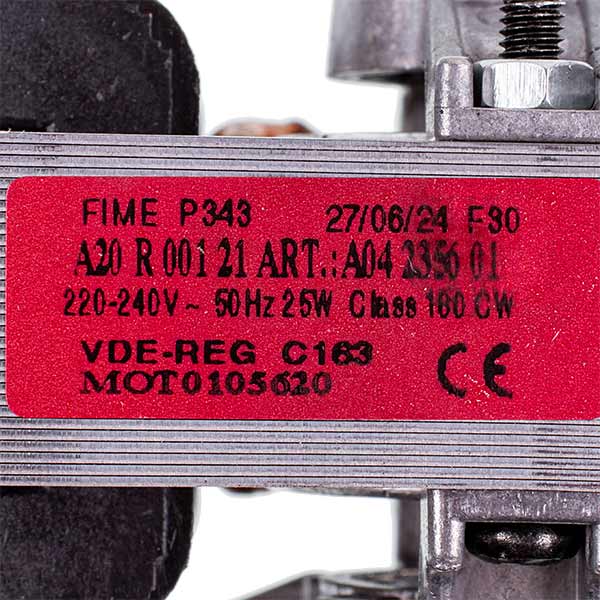 FIME P343 27/06/24 F30
A20 R 001 21 ART.:A04 2356 01
220-240V~ 50Hz 25W Class 180 CW
VDE-REG C163 CE
MOT0105620